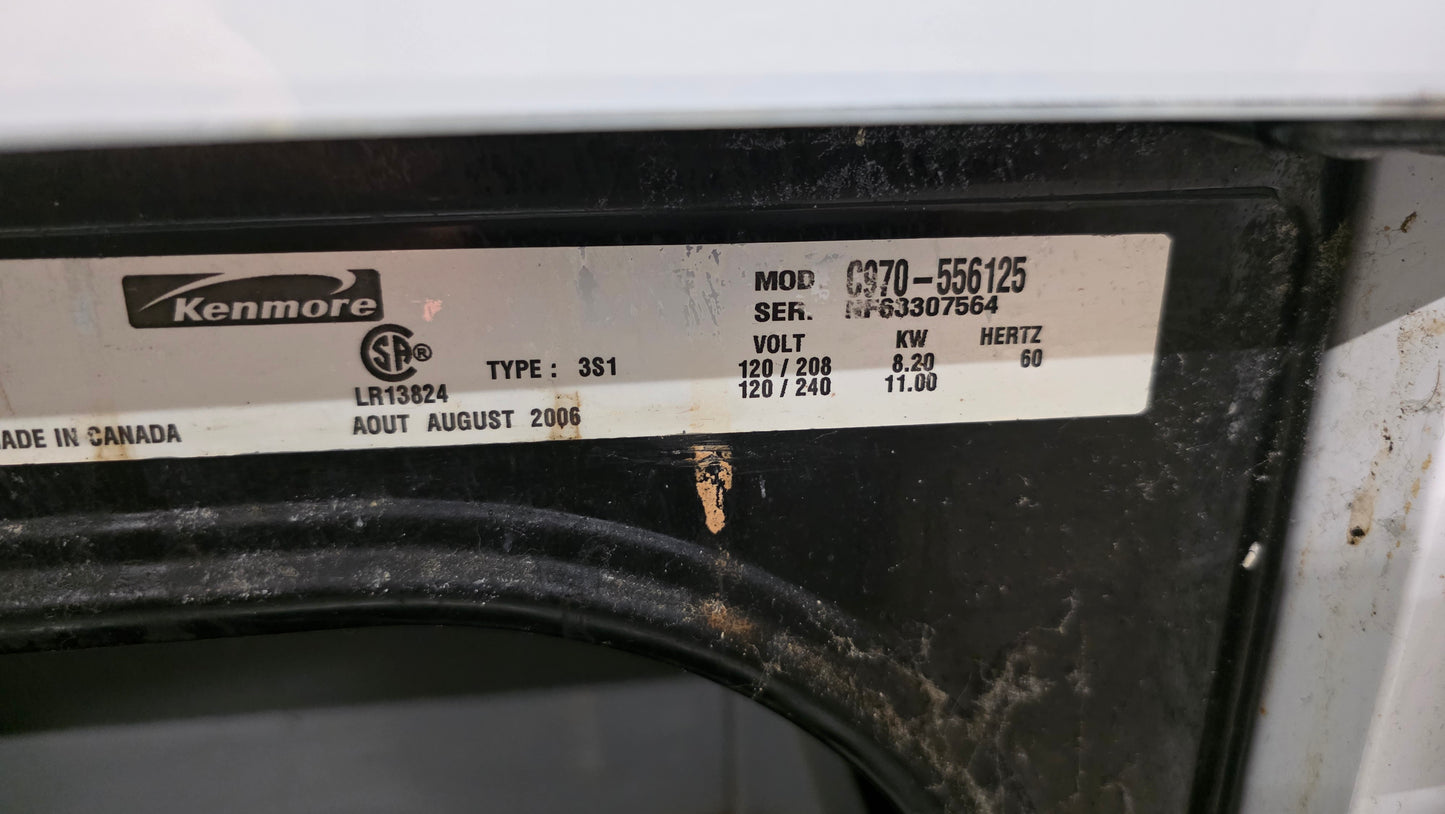 Kenmore
MOD C970-556125
SER. NF63307564
SA®
LR13824
TYPE : 3S1
VOLT KW HERTZ
120 / 208 8.20 60
120 / 240 11.00
AOUT AUGUST 2006
ADE IN CANADA